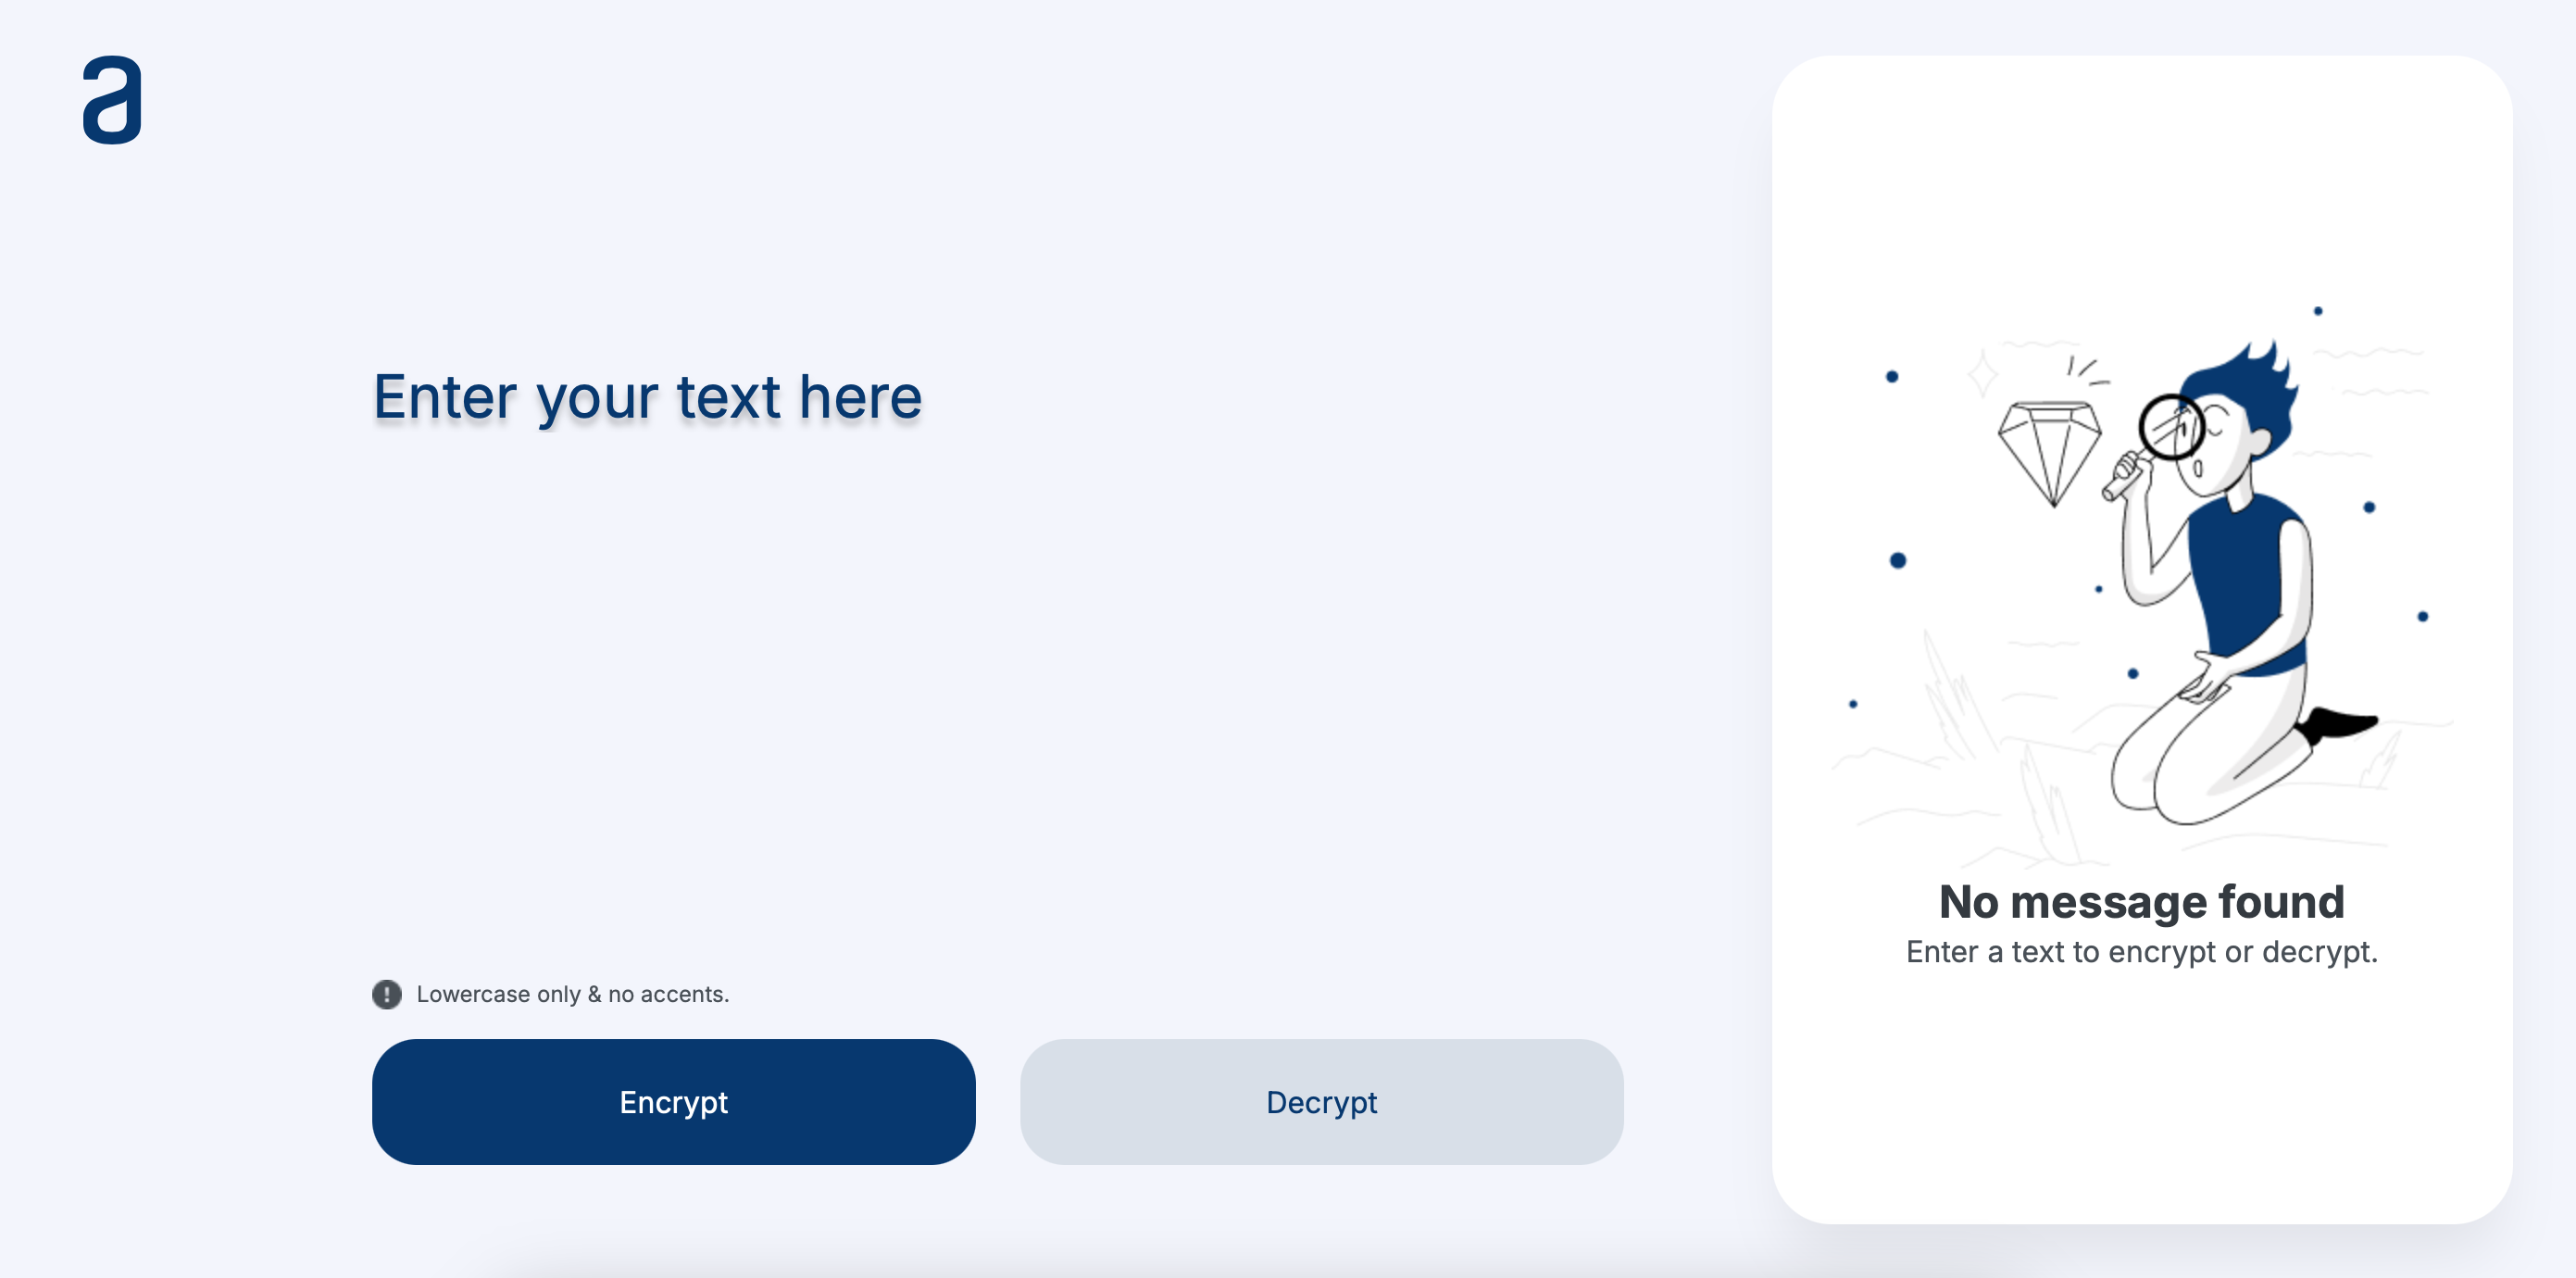 a
Enter your text here
Lowercase only & no accents.
Encrypt
Decrypt
No message found
Enter a text to encrypt or decrypt.